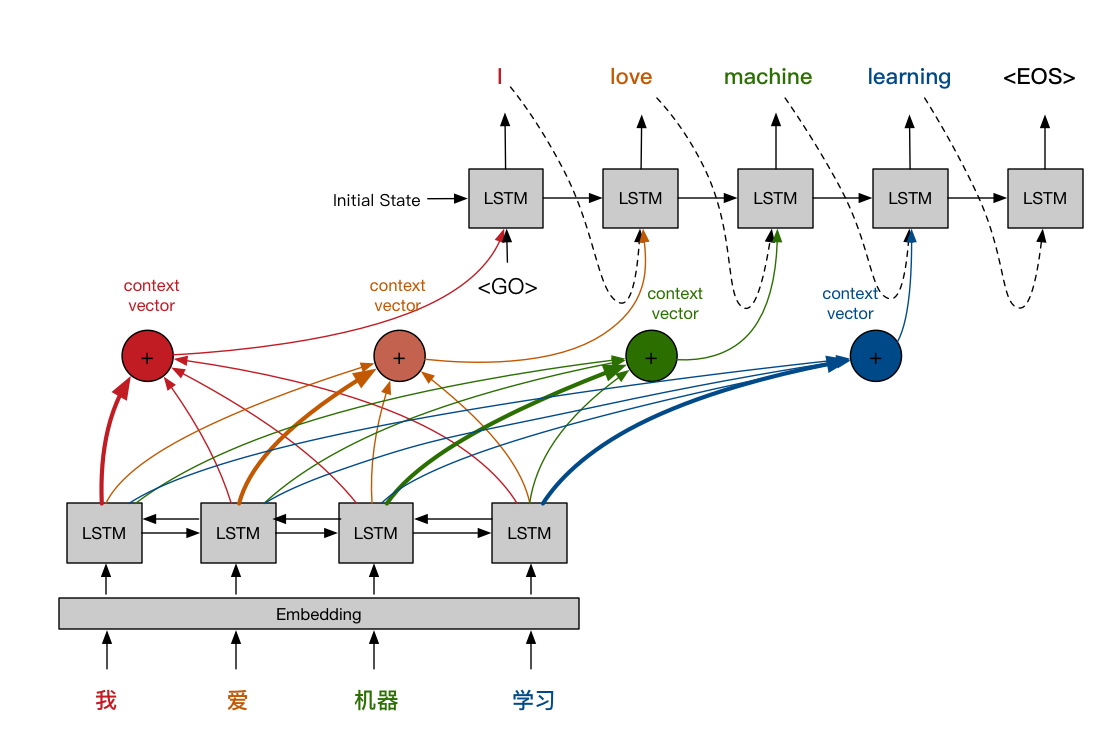 I love machine learning <EOS>
LSTM LSTM LSTM LSTM LSTM
Initial State
<GO>
context
vector
context
vector
context
vector
context
vector
+ + + +
LSTM LSTM LSTM LSTM
Embedding
我 爱 机器 学习